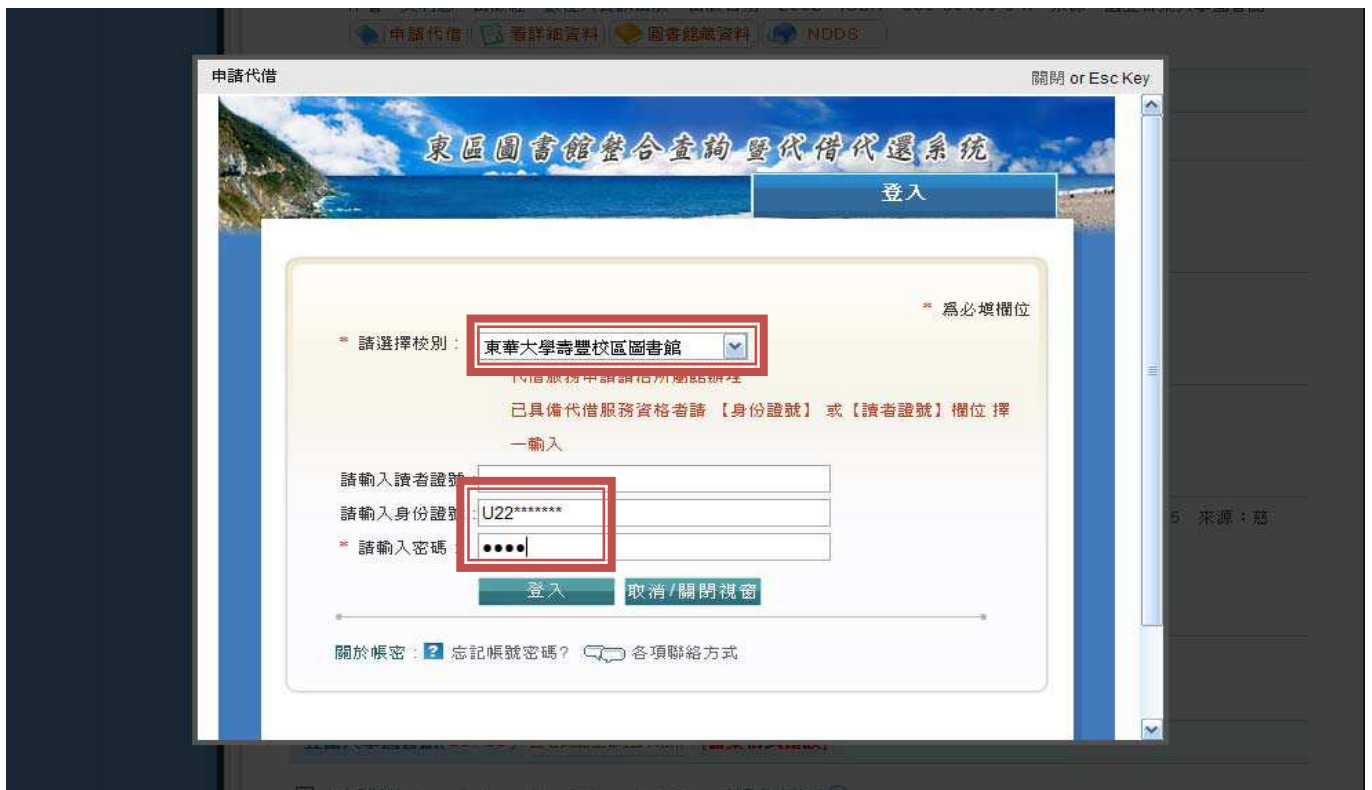 申請代借 看詳細資料 圖書館藏資料 NDDS
申請代借 關閉 or Esc Key
東區圖書館整合查詢暨代借代還系統
登入
* 為必填欄位
* 請選擇校別: 東華大學壽豐校區圖書館
代借服務申請請洽所屬館辦理
已具備代借服務資格者請 【身份證號】 或【讀者證號】欄位 擇
一輸入
請輸入讀者證號:
請輸入身份證號: U22*******
* 請輸入密碼: ●●●●
登入 取消/關閉視窗
關於帳密: ? 忘記帳號密碼? 各項聯絡方式
5 來源:慈